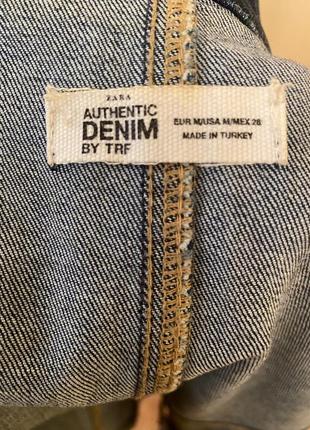 ZARA
AUTHENTIC
DENIM
BY TRF
EUR M/USA M/MEX 28
MADE IN TURKEY